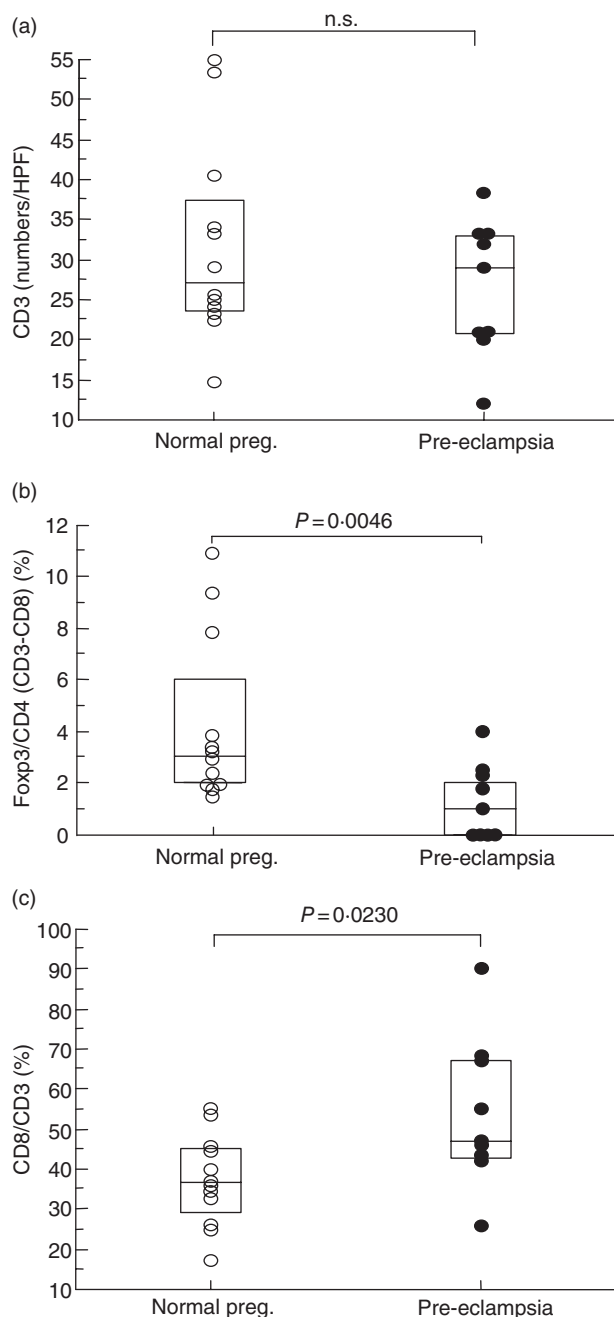 (a)
n.s.
55
50
45
40
35
30
25
20
15
10
CD3 (numbers/HPF)
Normal preg.
Pre-eclampsia
(b)
P = 0·0046
12
10
8
6
4
2
0
Foxp3/CD4 (CD3-CD8) (%)
Normal preg.
Pre-eclampsia
(c)
P = 0·0230
100
90
80
70
60
50
40
30
20
10
CD8/CD3 (%)
Normal preg.
Pre-eclampsia